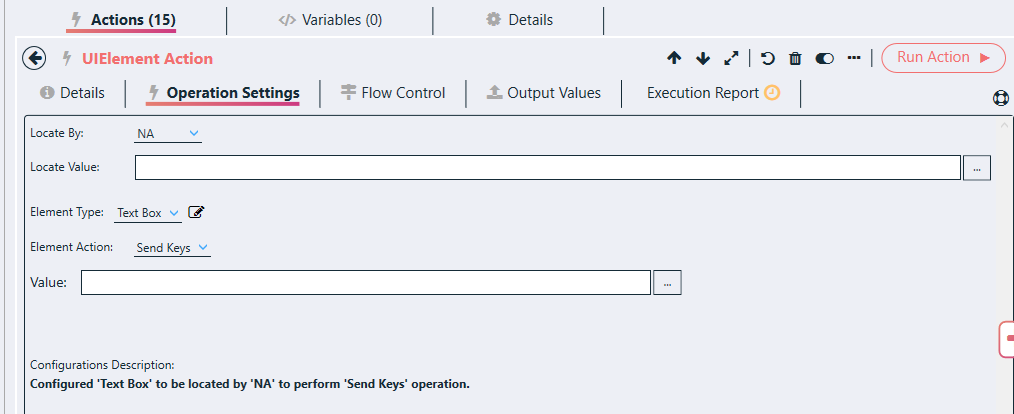 Actions (15) </> Variables (0) Details
UIElement Action Run Action
Details Operation Settings Flow Control Output Values Execution Report
Locate By: NA
Locate Value: ...
Element Type: Text Box
Element Action: Send Keys
Value: ...
Configurations Description:
Configured 'Text Box' to be located by 'NA' to perform 'Send Keys' operation.